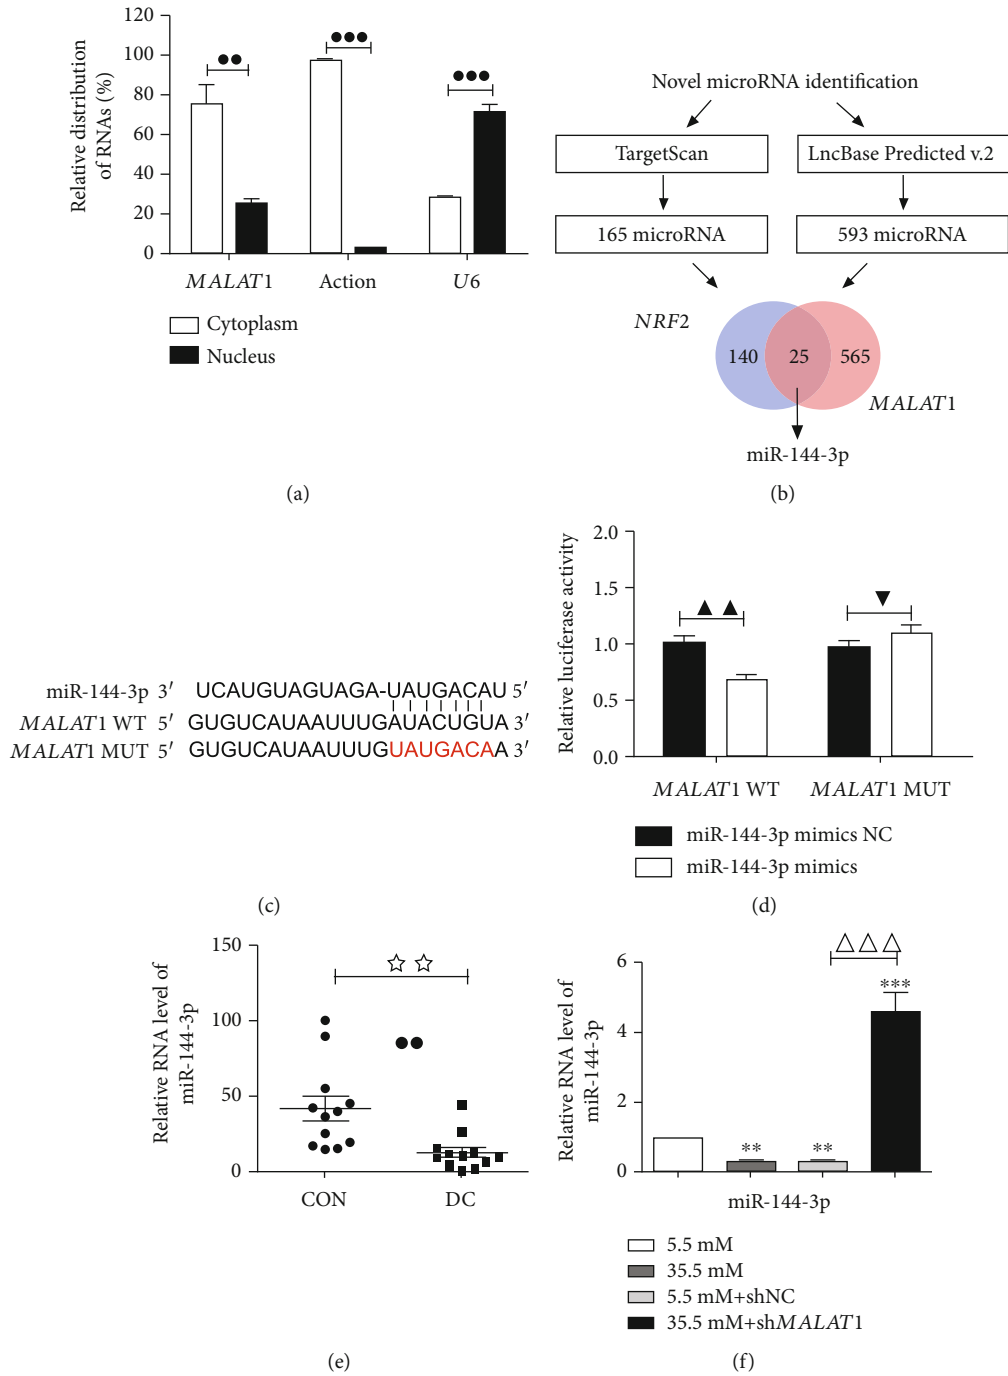 120
100
80
60
40
20
0
Relative distribution
of RNAs (%)
●●
●●●
●●●
MALAT1
Action
U6
Cytoplasm
Nucleus
(a)
Novel microRNA identification
TargetScan
LncBase Predicted v.2
165 microRNA
593 microRNA
NRF2
140
25
565
MALAT1
miR-144-3p
(b)
miR-144-3p 3′ UCAUGUAGUAGA-UAUGACAU 5′
MALAT1 WT 5′ GUGUCAUAAUUUGAUACUGUA 3′
MALAT1 MUT 5′ GUGUCAUAAUUUGUAUGACAA 3′
(c)
2.0
1.5
1.0
0.5
0.0
Relative luciferase activity
▲ ▲
▼
MALAT1 WT
MALAT1 MUT
miR-144-3p mimics NC
miR-144-3p mimics
(d)
150
100
50
0
Relative RNA level of
miR-144-3p
☆ ☆
●●
CON
DC
(e)
6
4
2
0
Relative RNA level of
miR-144-3p
**
**
△ △ △
***
miR-144-3p
5.5 mM
35.5 mM
5.5 mM+shNC
35.5 mM+shMALAT1
(f)